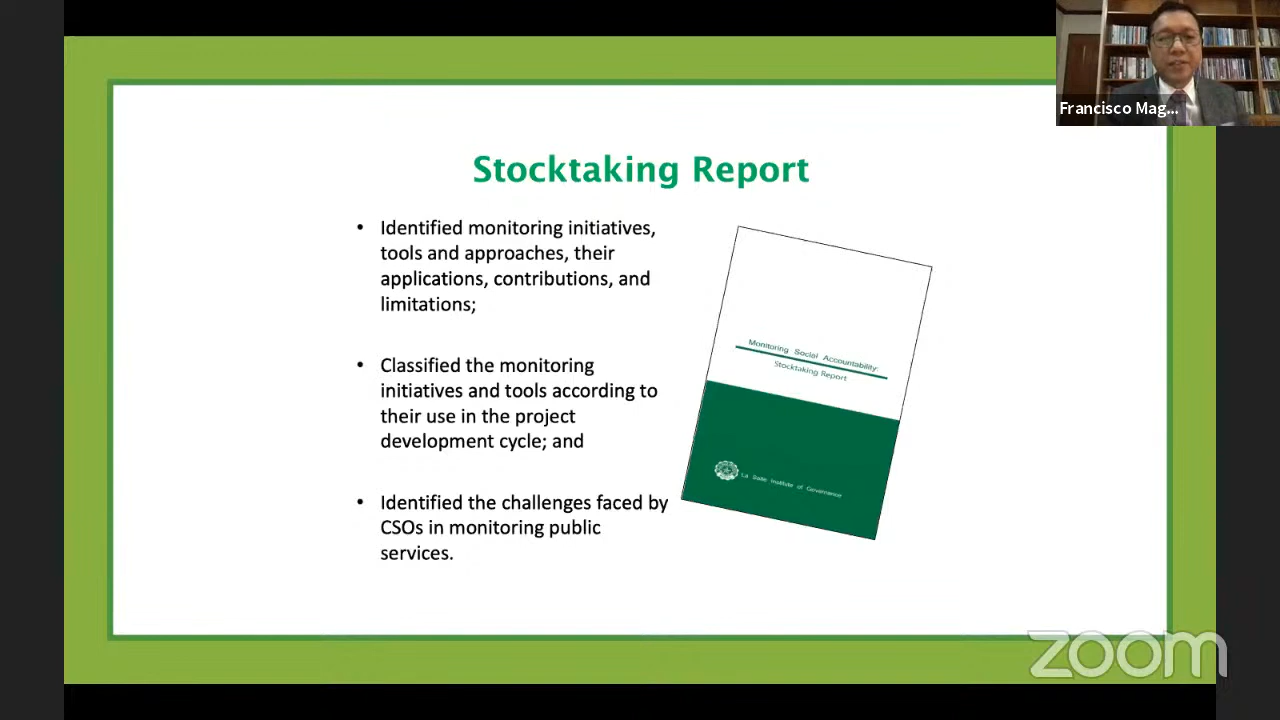 Francisco Mag...
Stocktaking Report
• Identified monitoring initiatives,
tools and approaches, their
applications, contributions, and
limitations;
• Classified the monitoring
initiatives and tools according to
their use in the project
development cycle; and
• Identified the challenges faced by
CSOs in monitoring public
services.
Monitoring Social Accountability:
Stocktaking Report
La Salle Institute of Governance
zoom